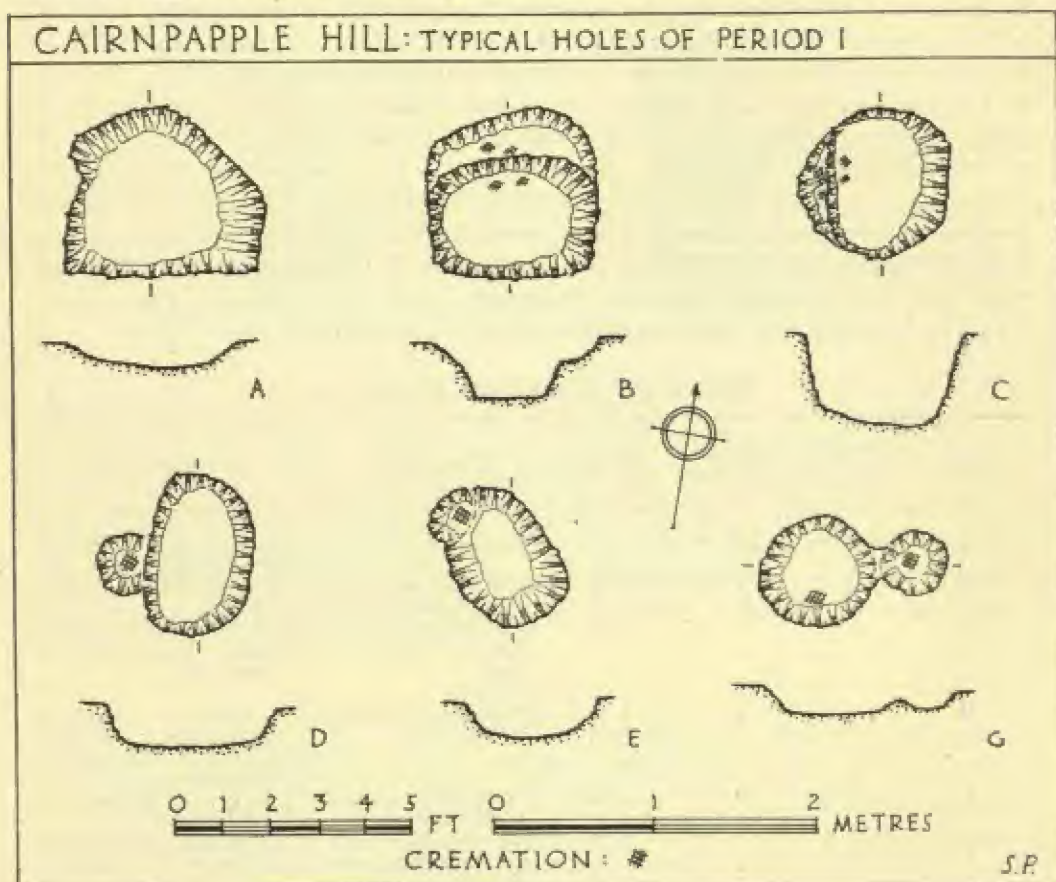 CAIRNPAPPLE HILL: TYPICAL HOLES OF PERIOD I
A
B
C
D
E
G
0 1 2 3 4 5 FT
0 1 2 METRES
CREMATION:
S.P.